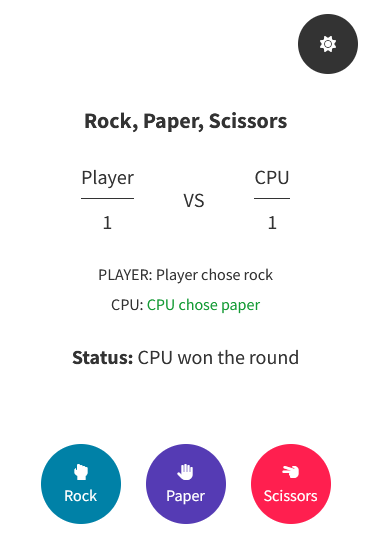 Rock, Paper, Scissors
Player VS CPU
1 1
PLAYER: Player chose rock
CPU: CPU chose paper
Status: CPU won the round
Rock Paper Scissors